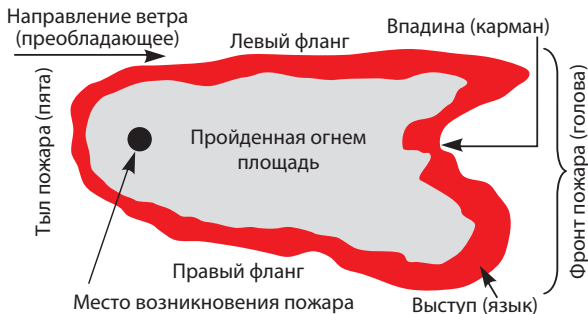 Направление ветра
(преобладающее)
Левый фланг
Впадина (карман)
Тыл пожара (пята)
Пройденная огнем
площадь
Фронт пожара (голова)
Правый фланг
Место возникновения пожара
Выступ (язык)